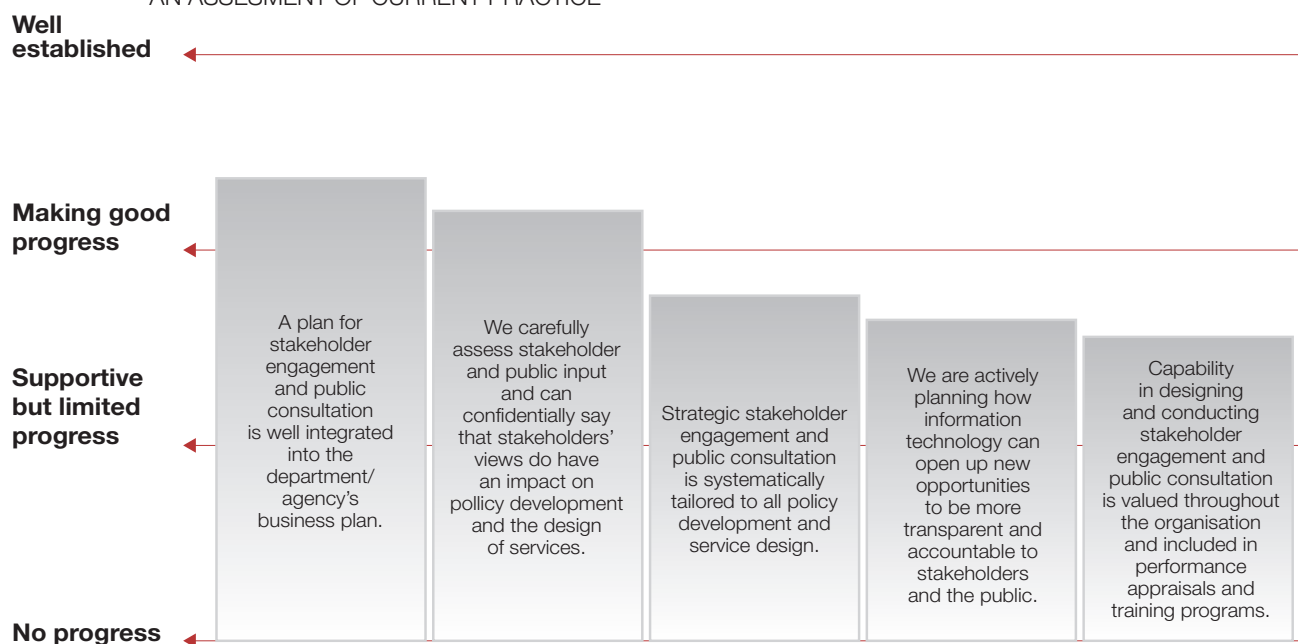 AN ASSESMENT OF CURRENT PRACTICE
Well
established
Making good
progress
Supportive
but limited
progress
No progress
A plan for
stakeholder
engagement
and public
consultation
is well integrated
into the
department/
agency's
business plan.
We carefully
assess stakeholder
and public input
and can
confidently say
that stakeholders'
views do have
an impact on
pollicy development
and the design
of services.
Strategic stakeholder
engagement and
public consultation
is systematically
tailored to all policy
development and
service design.
We are actively
planning how
information
technology can
open up new
opportunities
to be more
transparent and
accountable to
stakeholders
and the public.
Capability
in designing
and conducting
stakeholder
engagement and
public consultation
is valued throughout
the organisation
and included in
performance
appraisals and
training programs.